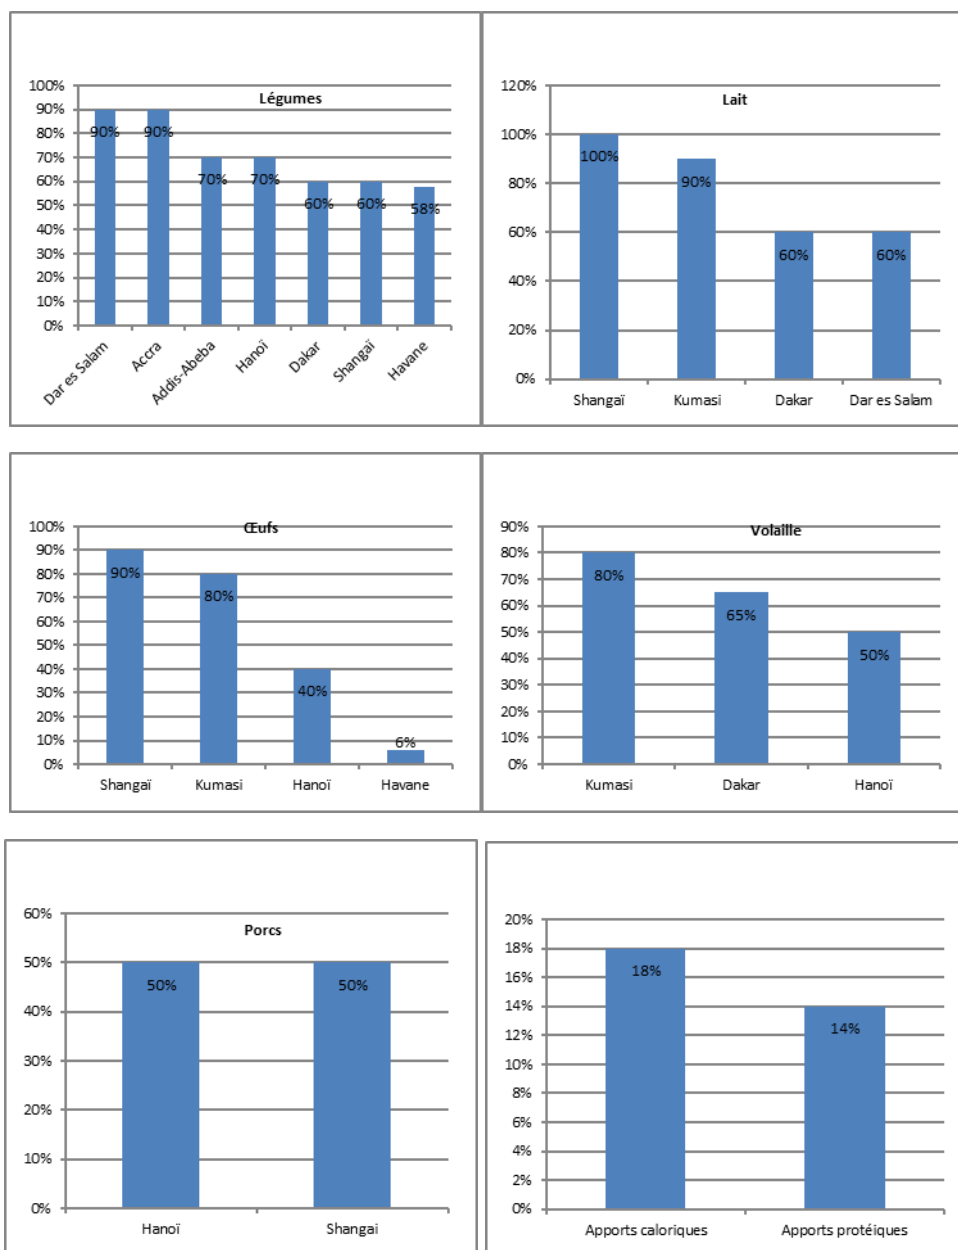 Légumes
100%
90%
80%
70%
60%
50%
40%
30%
20%
10%
0%
90%
90%
70%
70%
60%
60%
58%
Dar es Salam
Accra
Addis-Abeba
Hanoï
Dakar
Shangaï
Havane
Lait
120%
100%
80%
60%
40%
20%
0%
100%
90%
60%
60%
Shangaï
Kumasi
Dakar
Dar es Salam
Œufs
100%
90%
80%
70%
60%
50%
40%
30%
20%
10%
0%
90%
80%
40%
6%
Shangaï
Kumasi
Hanoï
Havane
Volaille
90%
80%
70%
60%
50%
40%
30%
20%
10%
0%
80%
65%
50%
Kumasi
Dakar
Hanoï
Porcs
60%
50%
40%
30%
20%
10%
0%
50%
50%
Hanoï
Shangai
20%
18%
16%
14%
12%
10%
8%
6%
4%
2%
0%
18%
14%
Apports caloriques
Apports protéiques